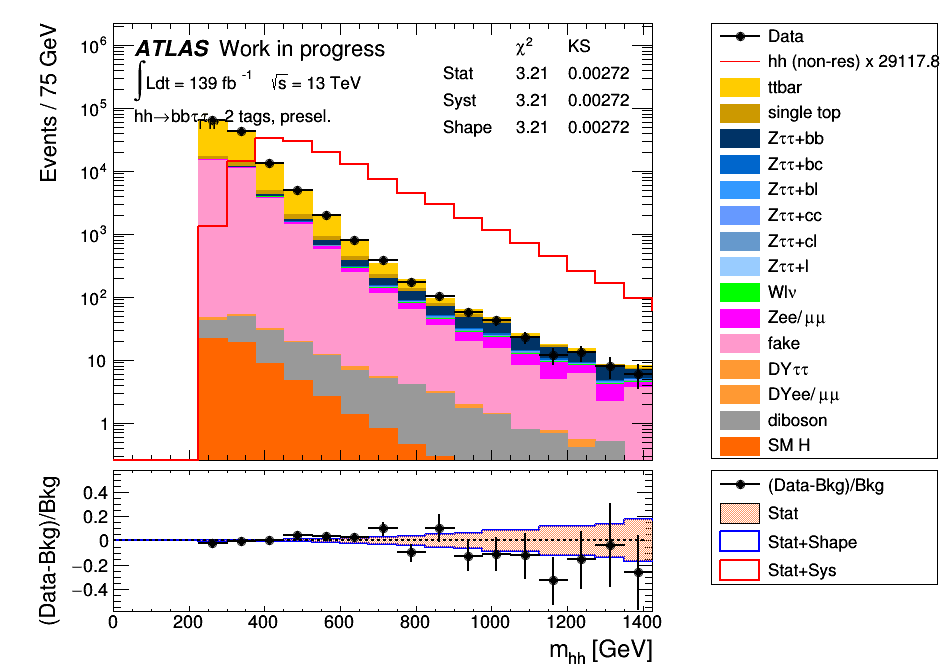 ATLAS Work in progress
∫Ldt = 139 fb⁻¹ √s = 13 TeV
hh→bbττ, 2 tags, presel.
χ² KS
Stat 3.21 0.00272
Syst 3.21 0.00272
Shape 3.21 0.00272
Events / 75 GeV
10⁶
10⁵
10⁴
10³
10²
10
1
Data
hh (non-res) x 29117.8
ttbar
single top
Zττ+bb
Zττ+bc
Zττ+bl
Zττ+cc
Zττ+cl
Zττ+l
Wlν
Zee/μμ
fake
DYττ
DYee/μμ
diboson
SM H
(Data-Bkg)/Bkg
0.4
0.2
0
−0.2
−0.4
0 200 400 600 800 1000 1200 1400
m_hh [GeV]
(Data-Bkg)/Bkg
Stat
Stat+Shape
Stat+Sys